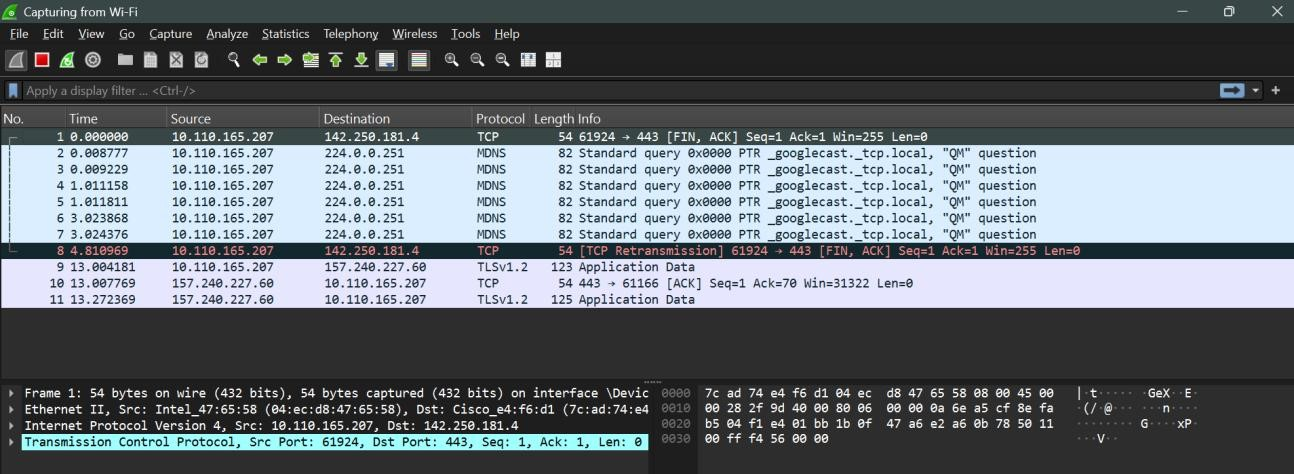 Capturing from Wi-Fi
File Edit View Go Capture Analyze Statistics Telephony Wireless Tools Help
Apply a display filter ... <Ctrl-/>
No. Time Source Destination Protocol Length Info
1 0.000000 10.110.165.207 142.250.181.4 TCP 54 61924 → 443 [FIN, ACK] Seq=1 Ack=1 Win=255 Len=0
2 0.008777 10.110.165.207 224.0.0.251 MDNS 82 Standard query 0x0000 PTR _googlecast._tcp.local, "QM" question
3 0.009229 10.110.165.207 224.0.0.251 MDNS 82 Standard query 0x0000 PTR _googlecast._tcp.local, "QM" question
4 1.011158 10.110.165.207 224.0.0.251 MDNS 82 Standard query 0x0000 PTR _googlecast._tcp.local, "QM" question
5 1.011811 10.110.165.207 224.0.0.251 MDNS 82 Standard query 0x0000 PTR _googlecast._tcp.local, "QM" question
6 3.023868 10.110.165.207 224.0.0.251 MDNS 82 Standard query 0x0000 PTR _googlecast._tcp.local, "QM" question
7 3.024376 10.110.165.207 224.0.0.251 MDNS 82 Standard query 0x0000 PTR _googlecast._tcp.local, "QM" question
8 4.810969 10.110.165.207 142.250.181.4 TCP 54 [TCP Retransmission] 61924 → 443 [FIN, ACK] Seq=1 Ack=1 Win=255 Len=0
9 13.004181 10.110.165.207 157.240.227.60 TLSv1.2 123 Application Data
10 13.007769 157.240.227.60 10.110.165.207 TCP 54 443 → 61166 [ACK] Seq=1 Ack=70 Win=31322 Len=0
11 13.272369 157.240.227.60 10.110.165.207 TLSv1.2 125 Application Data
Frame 1: 54 bytes on wire (432 bits), 54 bytes captured (432 bits) on interface \Devic
Ethernet II, Src: Intel_47:65:58 (04:ec:d8:47:65:58), Dst: Cisco_e4:f6:d1 (7c:ad:74:e4
Internet Protocol Version 4, Src: 10.110.165.207, Dst: 142.250.181.4
Transmission Control Protocol, Src Port: 61924, Dst Port: 443, Seq: 1, Ack: 1, Len: 0
0000 7c ad 74 e4 f6 d1 04 ec d8 47 65 58 08 00 45 00 |·t····· ·GeX··E·
0010 00 28 2f 9d 40 00 80 06 00 00 0a 6e a5 cf 8e fa ·(/·@··· ···n····
0020 b5 04 f1 e4 01 bb 1b 0f 47 a6 e2 a6 0b 78 50 11 ········ G····xP·
0030 00 ff f4 56 00 00 ···V··